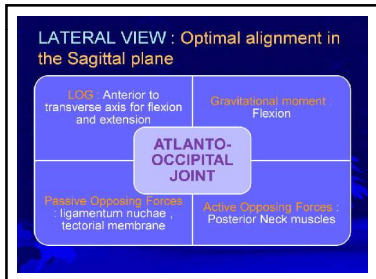 LATERAL VIEW : Optimal alignment in
the Sagittal plane
LOG : Anterior to
transverse axis for flexion
and extension
Gravitational moment :
Flexion
ATLANTO-
OCCIPITAL
JOINT
Passive Opposing Forces
: ligamentum nuchae ,
tectorial membrane
Active Opposing Forces :
Posterior Neck muscles